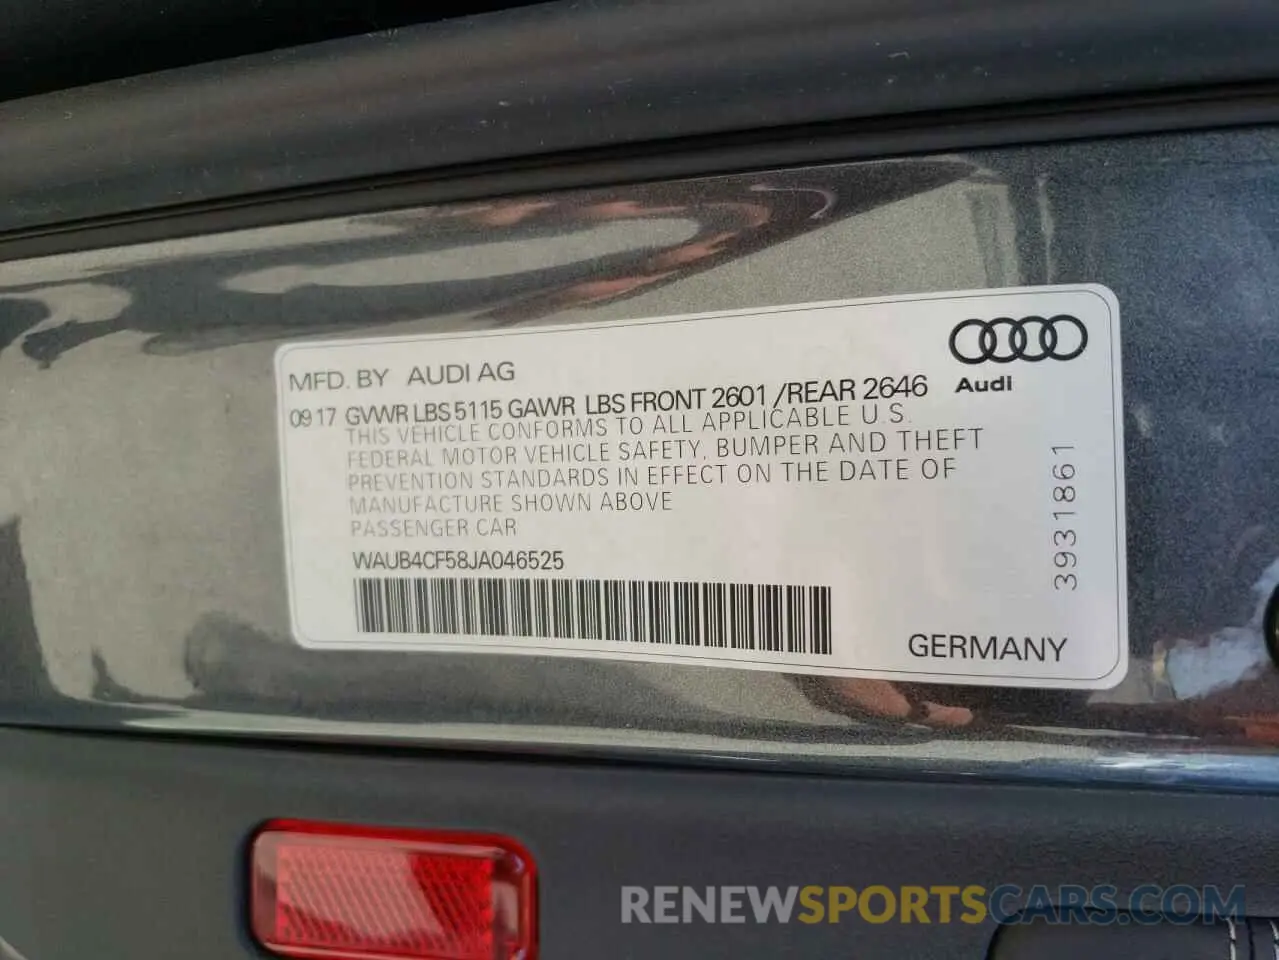 MFD. BY AUDI AG
Audi
09 17 GVWR LBS 5115 GAWR LBS FRONT 2601 /REAR 2646
THIS VEHICLE CONFORMS TO ALL APPLICABLE U.S.
FEDERAL MOTOR VEHICLE SAFETY, BUMPER AND THEFT
PREVENTION STANDARDS IN EFFECT ON THE DATE OF
MANUFACTURE SHOWN ABOVE
PASSENGER CAR
WAUB4CF58JA046525
3931861
GERMANY
RENEWSPORTSCARS.COM